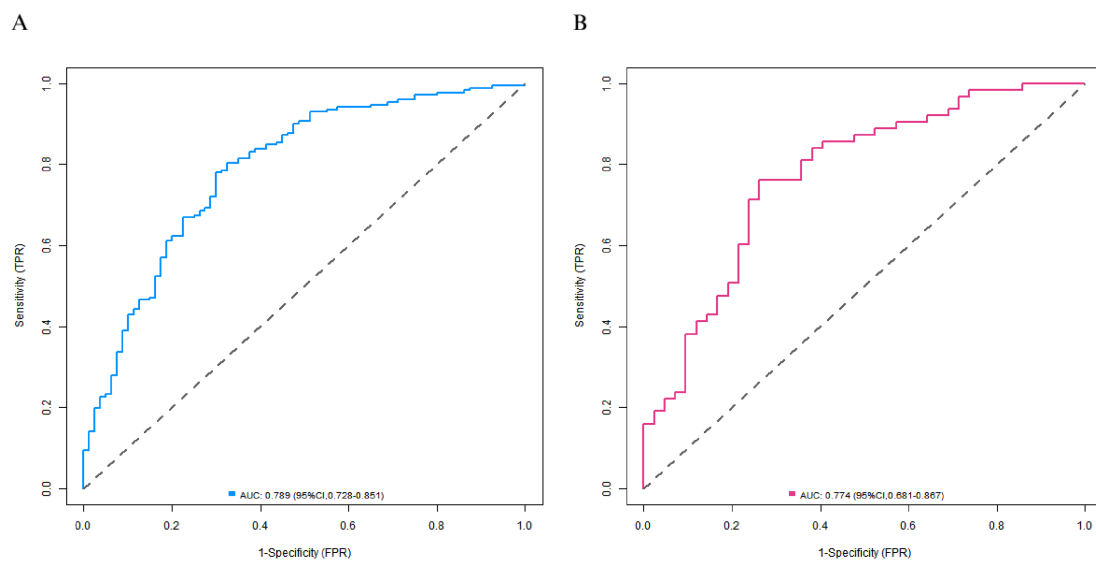 A
B
1.0
0.8
0.6
0.4
0.2
0.0
Sensitivity (TPR)
AUC: 0.789 (95%CI,0.728-0.851)
0.0 0.2 0.4 0.6 0.8 1.0
1-Specificity (FPR)
1.0
0.8
0.6
0.4
0.2
0.0
Sensitivity (TPR)
AUC: 0.774 (95%CI,0.681-0.867)
0.0 0.2 0.4 0.6 0.8 1.0
1-Specificity (FPR)